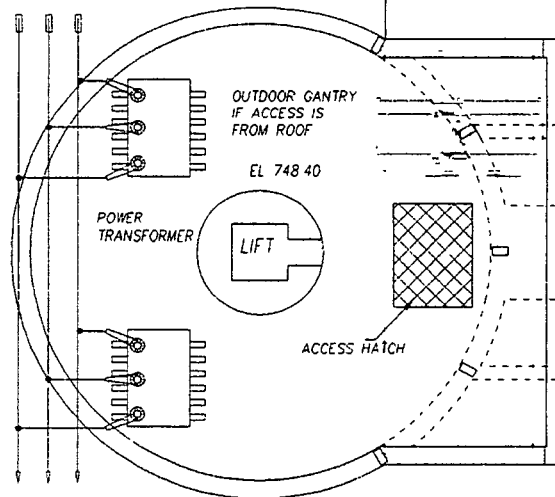 OUTDOOR GANTRY
IF ACCESS IS
FROM ROOF
EL 748 40
POWER
TRANSFORMER
LIFT
ACCESS HATCH